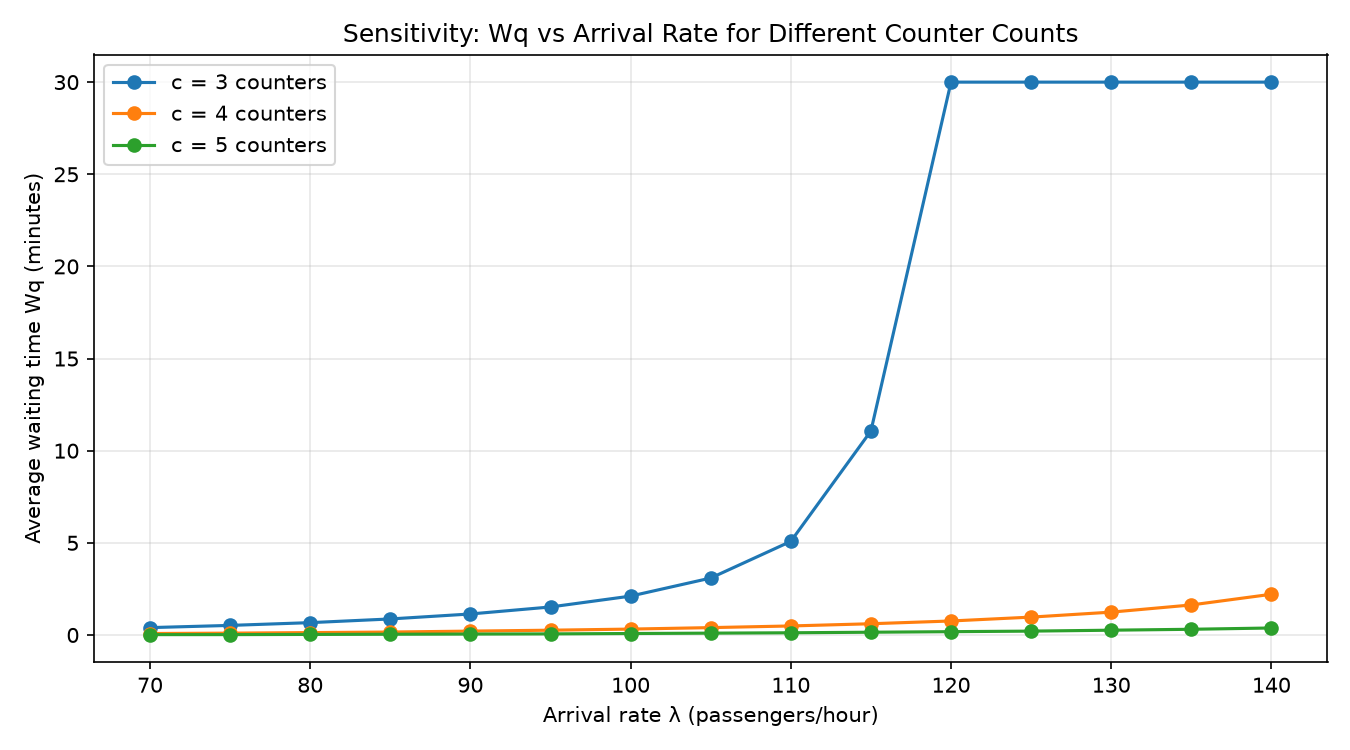 Sensitivity: Wq vs Arrival Rate for Different Counter Counts
c = 3 counters
c = 4 counters
c = 5 counters
Average waiting time Wq (minutes)
30
25
20
15
10
5
0
70 80 90 100 110 120 130 140
Arrival rate λ (passengers/hour)